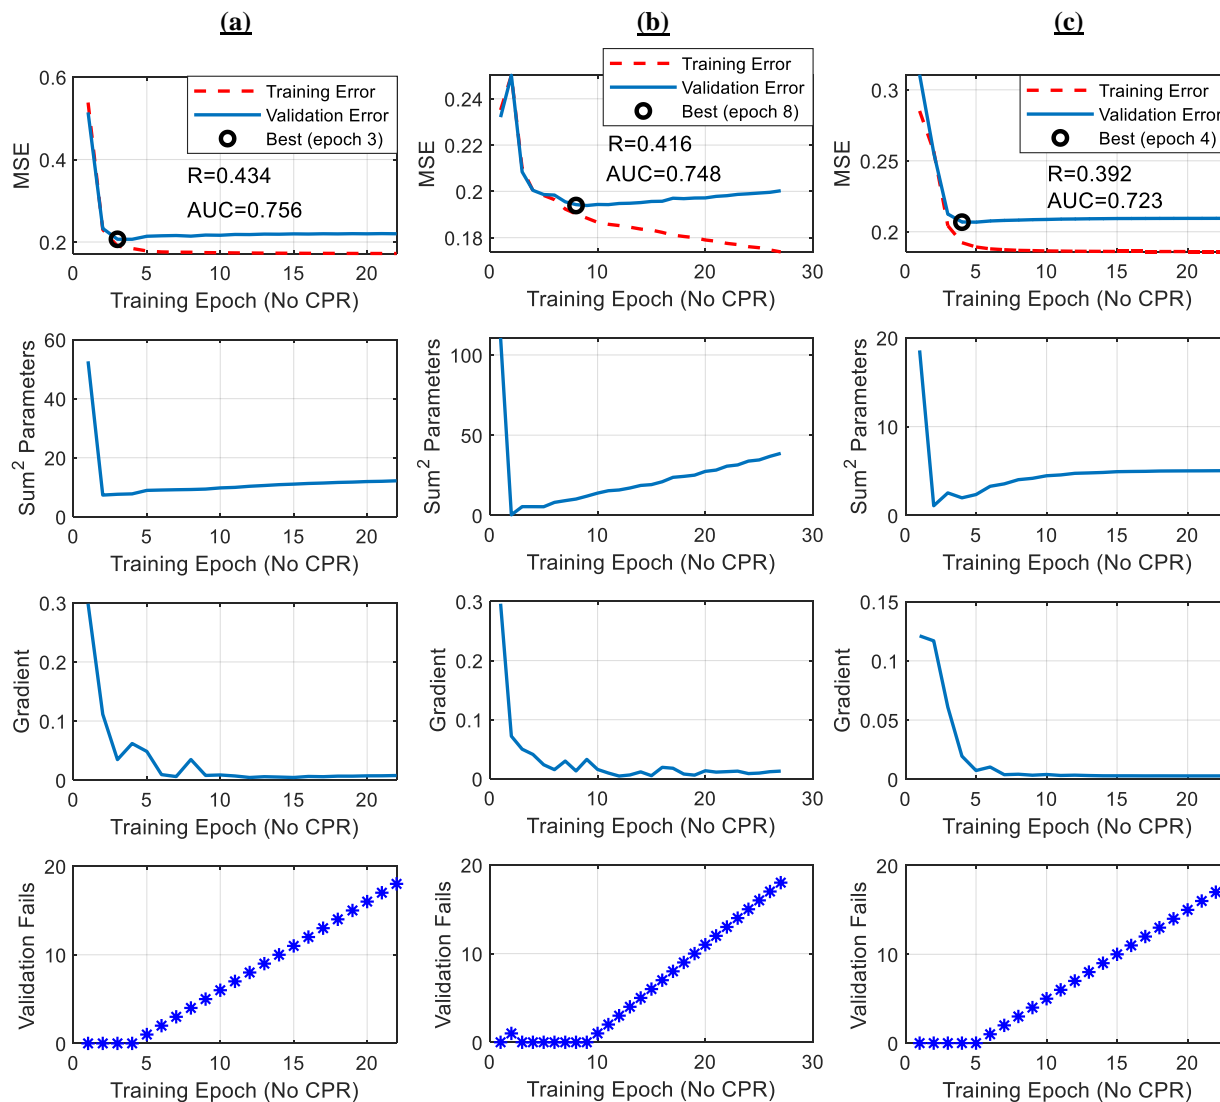 (a)
(b)
(c)
0.6
0.4
0.2
MSE
Training Error
Validation Error
Best (epoch 3)
R=0.434
AUC=0.756
0
5
10
15
20
Training Epoch (No CPR)
0.24
0.22
0.2
0.18
MSE
Training Error
Validation Error
Best (epoch 8)
R=0.416
AUC=0.748
0
10
20
30
Training Epoch (No CPR)
0.3
0.25
0.2
MSE
Training Error
Validation Error
Best (epoch 4)
R=0.392
AUC=0.723
0
5
10
15
20
Training Epoch (No CPR)
60
40
20
0
Sum² Parameters
0
5
10
15
20
Training Epoch (No CPR)
100
50
0
Sum² Parameters
0
10
20
30
Training Epoch (No CPR)
20
10
0
Sum² Parameters
0
5
10
15
20
Training Epoch (No CPR)
0.3
0.2
0.1
0
Gradient
0
5
10
15
20
Training Epoch (No CPR)
0.3
0.2
0.1
0
Gradient
0
10
20
30
Training Epoch (No CPR)
0.15
0.1
0.05
0
Gradient
0
5
10
15
20
Training Epoch (No CPR)
20
10
0
Validation Fails
0
5
10
15
20
Training Epoch (No CPR)
20
10
0
Validation Fails
0
10
20
30
Training Epoch (No CPR)
20
10
0
Validation Fails
0
5
10
15
20
Training Epoch (No CPR)